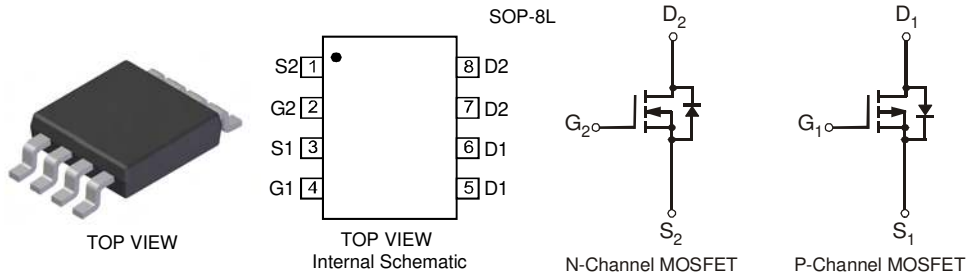 SOP-8L
D2
D1
S2 1 8 D2
G2 2 7 D2
S1 3 6 D1
G1 4 5 D1
G2
G1
S2
S1
TOP VIEW
TOP VIEW
Internal Schematic
N-Channel MOSFET
P-Channel MOSFET